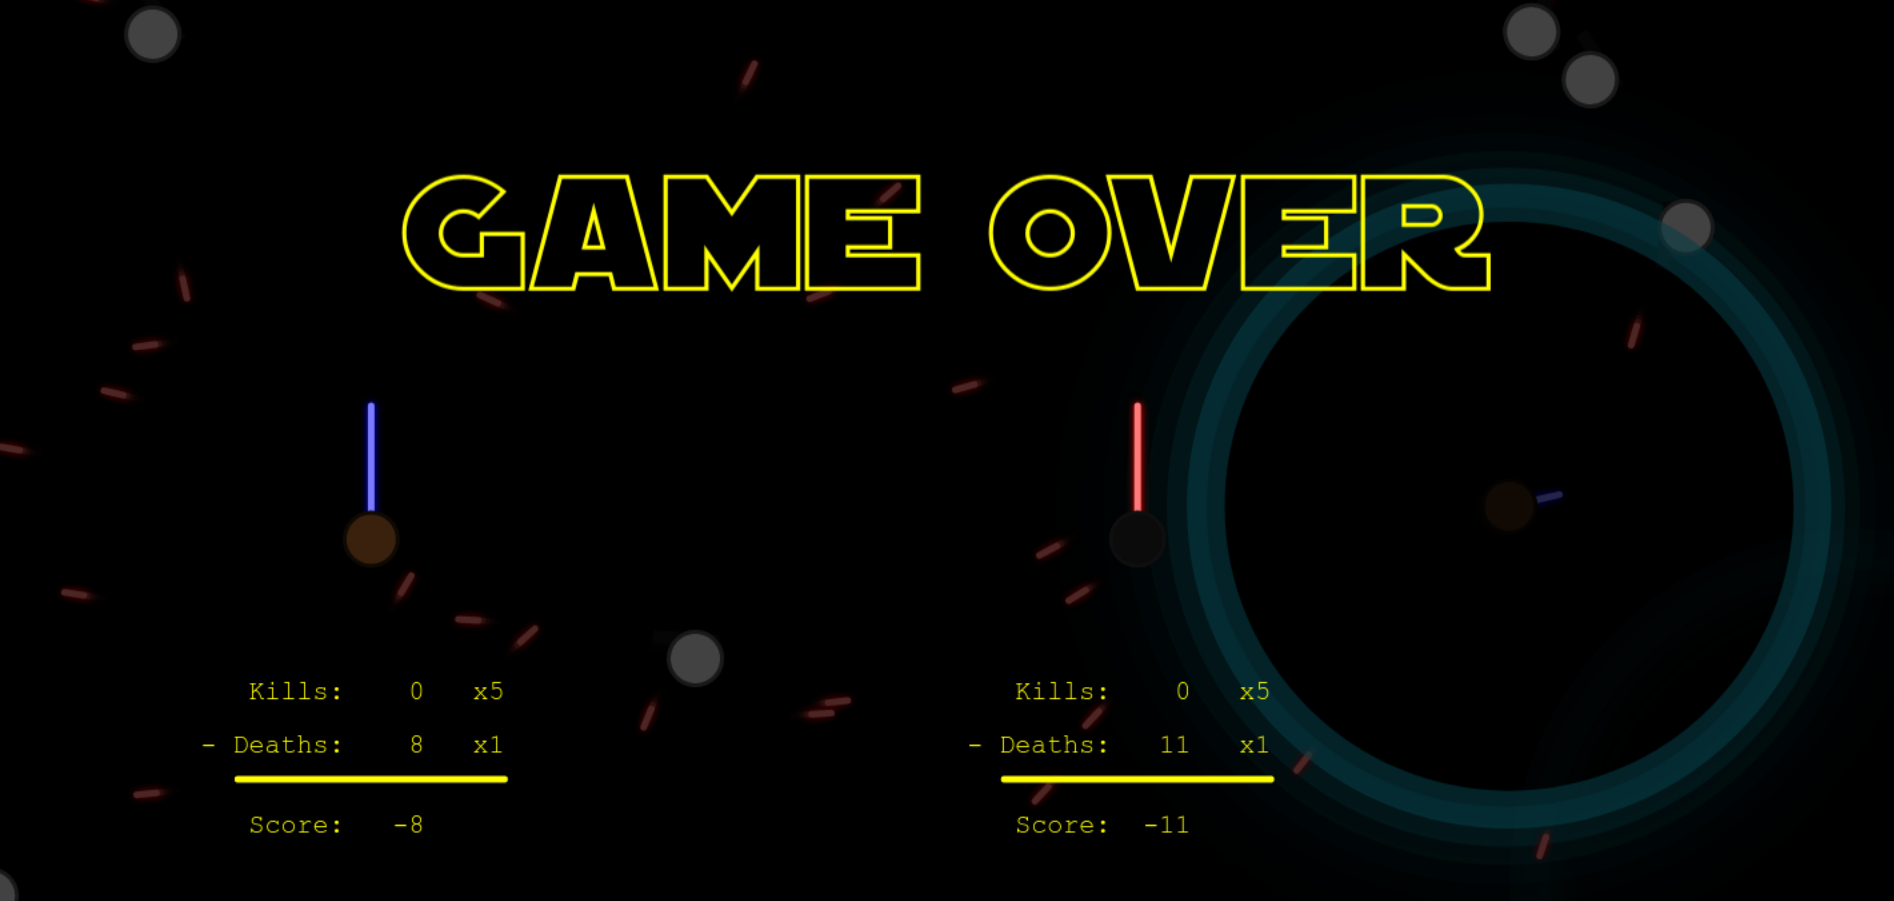 GAME OVER
Kills: 0 x5
- Deaths: 8 x1
Score: -8
Kills: 0 x5
- Deaths: 11 x1
Score: -11